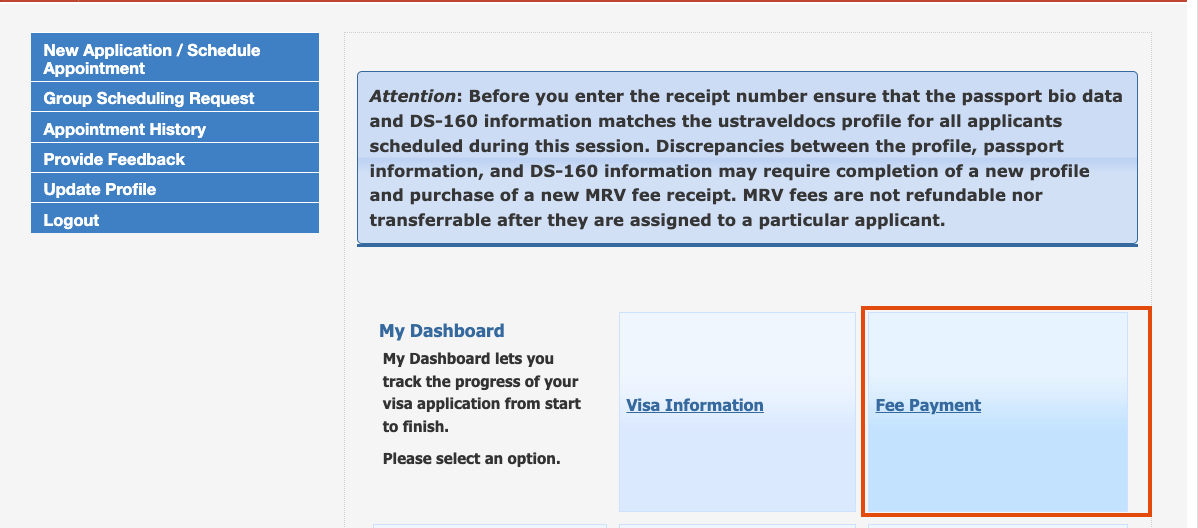 New Application / Schedule
Appointment
Group Scheduling Request
Appointment History
Provide Feedback
Update Profile
Logout
Attention: Before you enter the receipt number ensure that the passport bio data
and DS-160 information matches the ustraveldocs profile for all applicants
scheduled during this session. Discrepancies between the profile, passport
information, and DS-160 information may require completion of a new profile
and purchase of a new MRV fee receipt. MRV fees are not refundable nor
transferrable after they are assigned to a particular applicant.
My Dashboard
My Dashboard lets you
track the progress of your
visa application from start
to finish.
Please select an option.
Visa Information
Fee Payment